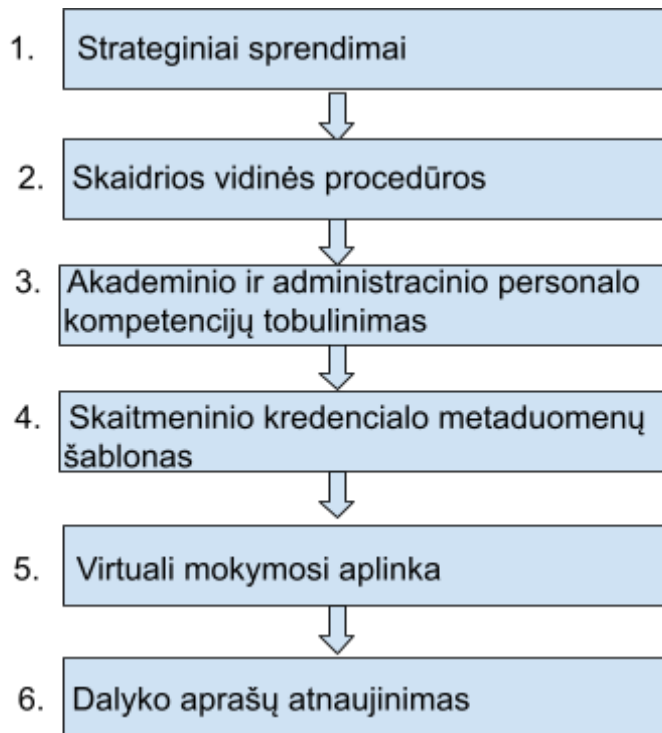 1. Strateginiai sprendimai
2. Skaidrios vidinės procedūros
3. Akademinio ir administracinio personalo
kompetencijų tobulinimas
4. Skaitmeninio kredencialo metaduomenų
šablonas
5. Virtuali mokymosi aplinka
6. Dalyko aprašų atnaujinimas